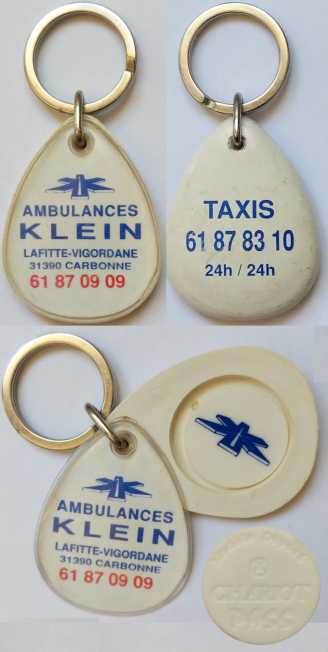 AMBULANCES
KLEIN
LAFITTE-VIGORDANE
31390 CARBONNE
61 87 09 09
TAXIS
61 87 83 10
24h / 24h
AMBULANCES
KLEIN
LAFITTE-VIGORDANE
31390 CARBONNE
61 87 09 09
CHARIOT
PASS